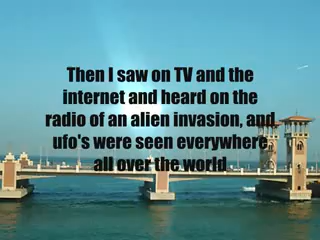 Then I saw on TV and the
internet and heard on the
radio of an alien invasion, and
ufo's were seen everywhere
all over the world